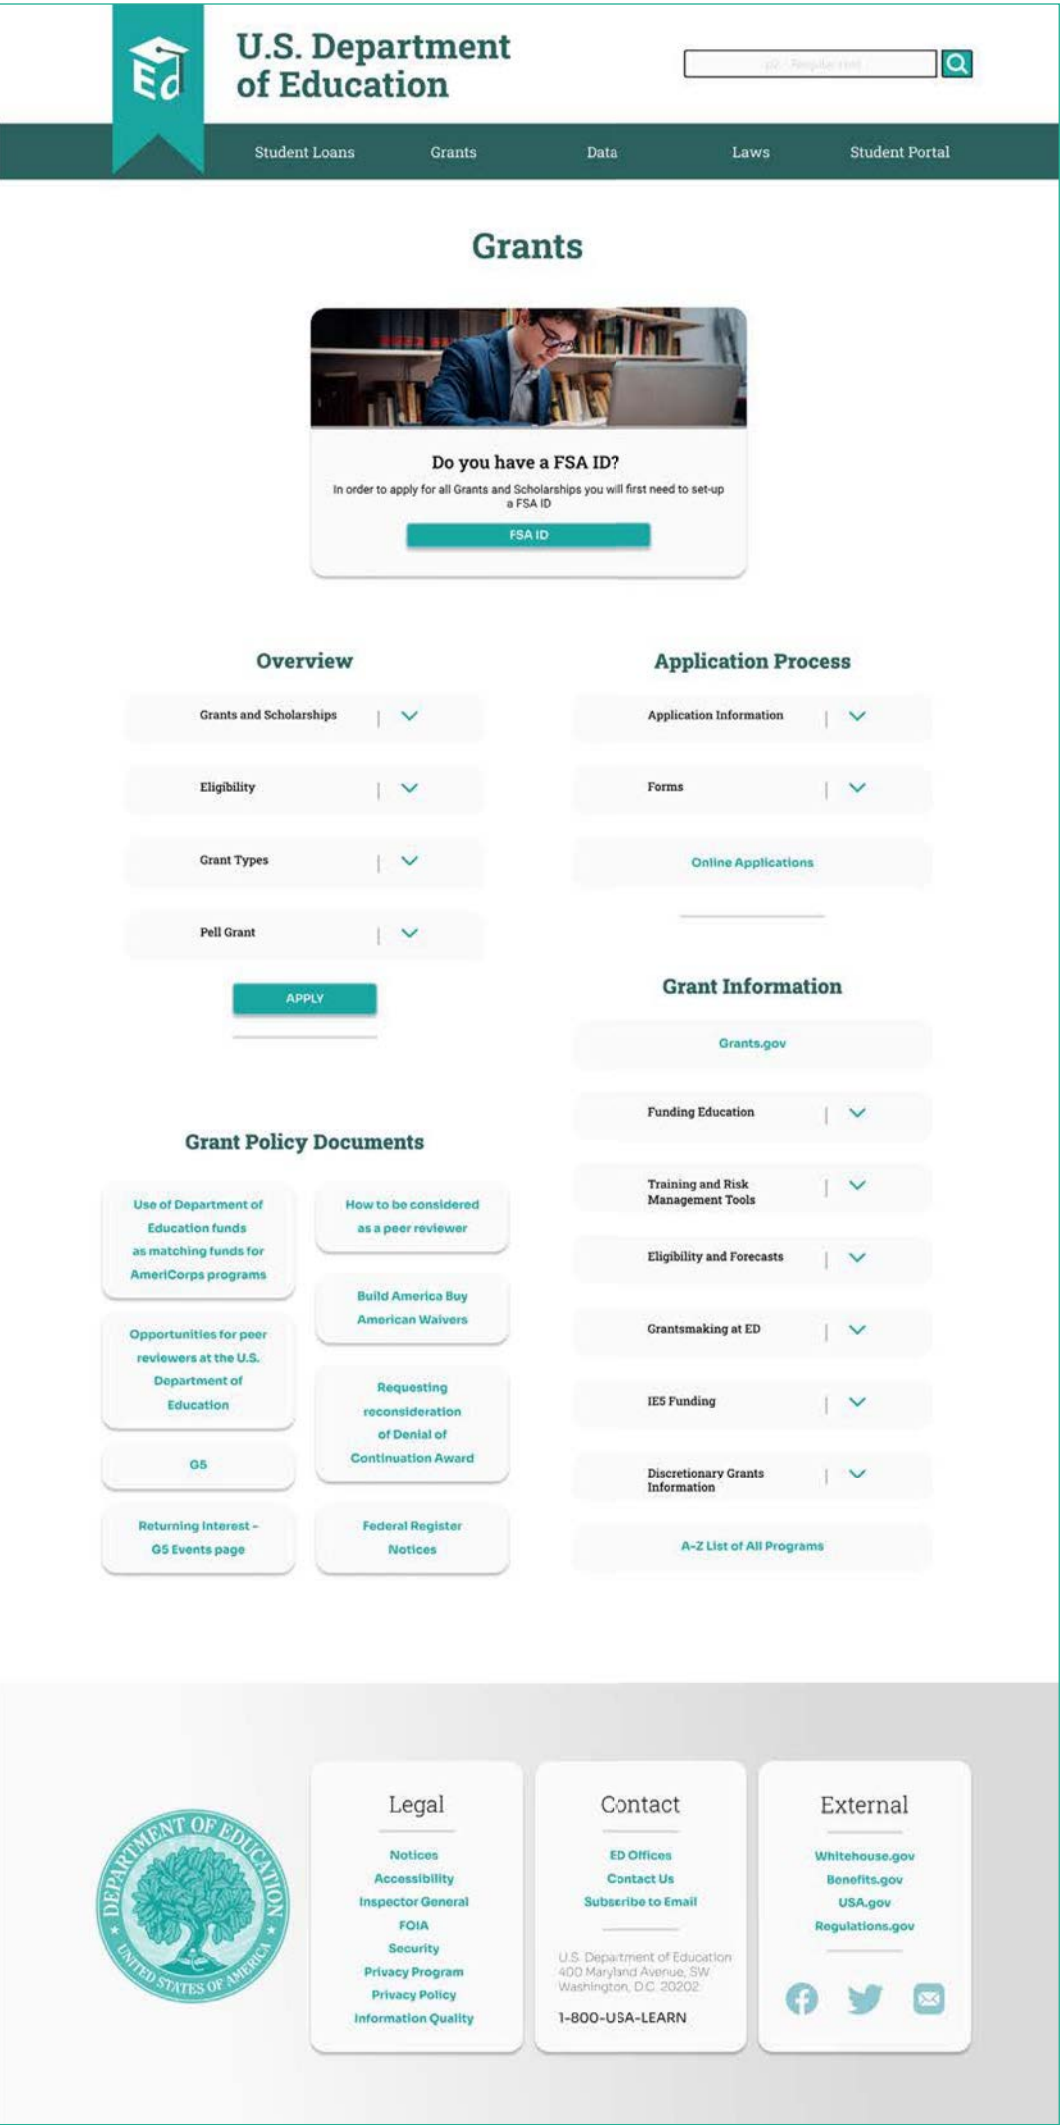 Ed
U.S. Department
of Education
Student Loans
Grants
Data
Laws
Student Portal
Grants
Do you have a FSA ID?
In order to apply for all Grants and Scholarships you will first need to set-up
a FSA ID
FSA ID
Overview
Grants and Scholarships
Eligibility
Grant Types
Pell Grant
APPLY
Application Process
Application Information
Forms
Online Applications
Grant Policy Documents
Use of Department of
Education funds
as matching funds for
AmeriCorps programs
Opportunities for peer
reviewers at the U.S.
Department of
Education
G5
Returning Interest –
G5 Events page
How to be considered
as a peer reviewer
Build America Buy
American Waivers
Requesting
reconsideration
of Denial of
Continuation Award
Federal Register
Notices
Grant Information
Grants.gov
Funding Education
Training and Risk
Management Tools
Eligibility and Forecasts
Grantsmaking at ED
IES Funding
Discretionary Grants
Information
A-Z List of All Programs
DEPARTMENT OF EDUCATION
UNITED STATES OF AMERICA
Legal
Notices
Accessibility
Inspector General
FOIA
Security
Privacy Program
Privacy Policy
Information Quality
Contact
ED Offices
Contact Us
Subscribe to Email
U.S. Department of Education
400 Maryland Avenue, SW
Washington, D.C. 20202
1-800-USA-LEARN
External
Whitehouse.gov
Benefits.gov
USA.gov
Regulations.gov